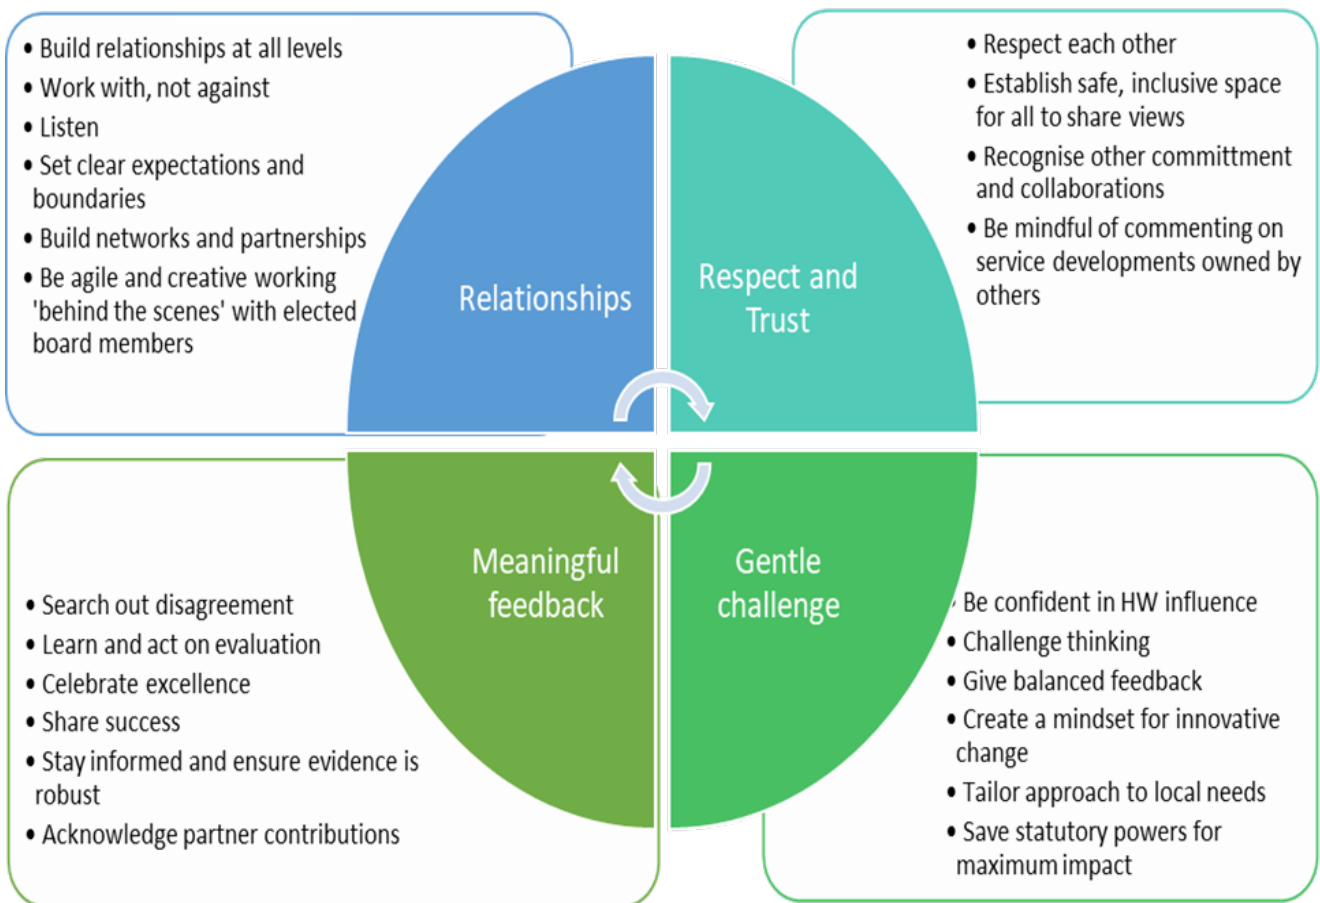 • Build relationships at all levels
• Work with, not against
• Listen
• Set clear expectations and
boundaries
• Build networks and partnerships
• Be agile and creative working
'behind the scenes' with elected
board members
Relationships
Respect and
Trust
• Respect each other
• Establish safe, inclusive space
for all to share views
• Recognise other committment
and collaborations
• Be mindful of commenting on
service developments owned by
others
Meaningful
feedback
• Search out disagreement
• Learn and act on evaluation
• Celebrate excellence
• Share success
• Stay informed and ensure evidence is
robust
• Acknowledge partner contributions
Gentle
challenge
• Be confident in HW influence
• Challenge thinking
• Give balanced feedback
• Create a mindset for innovative
change
• Tailor approach to local needs
• Save statutory powers for
maximum impact